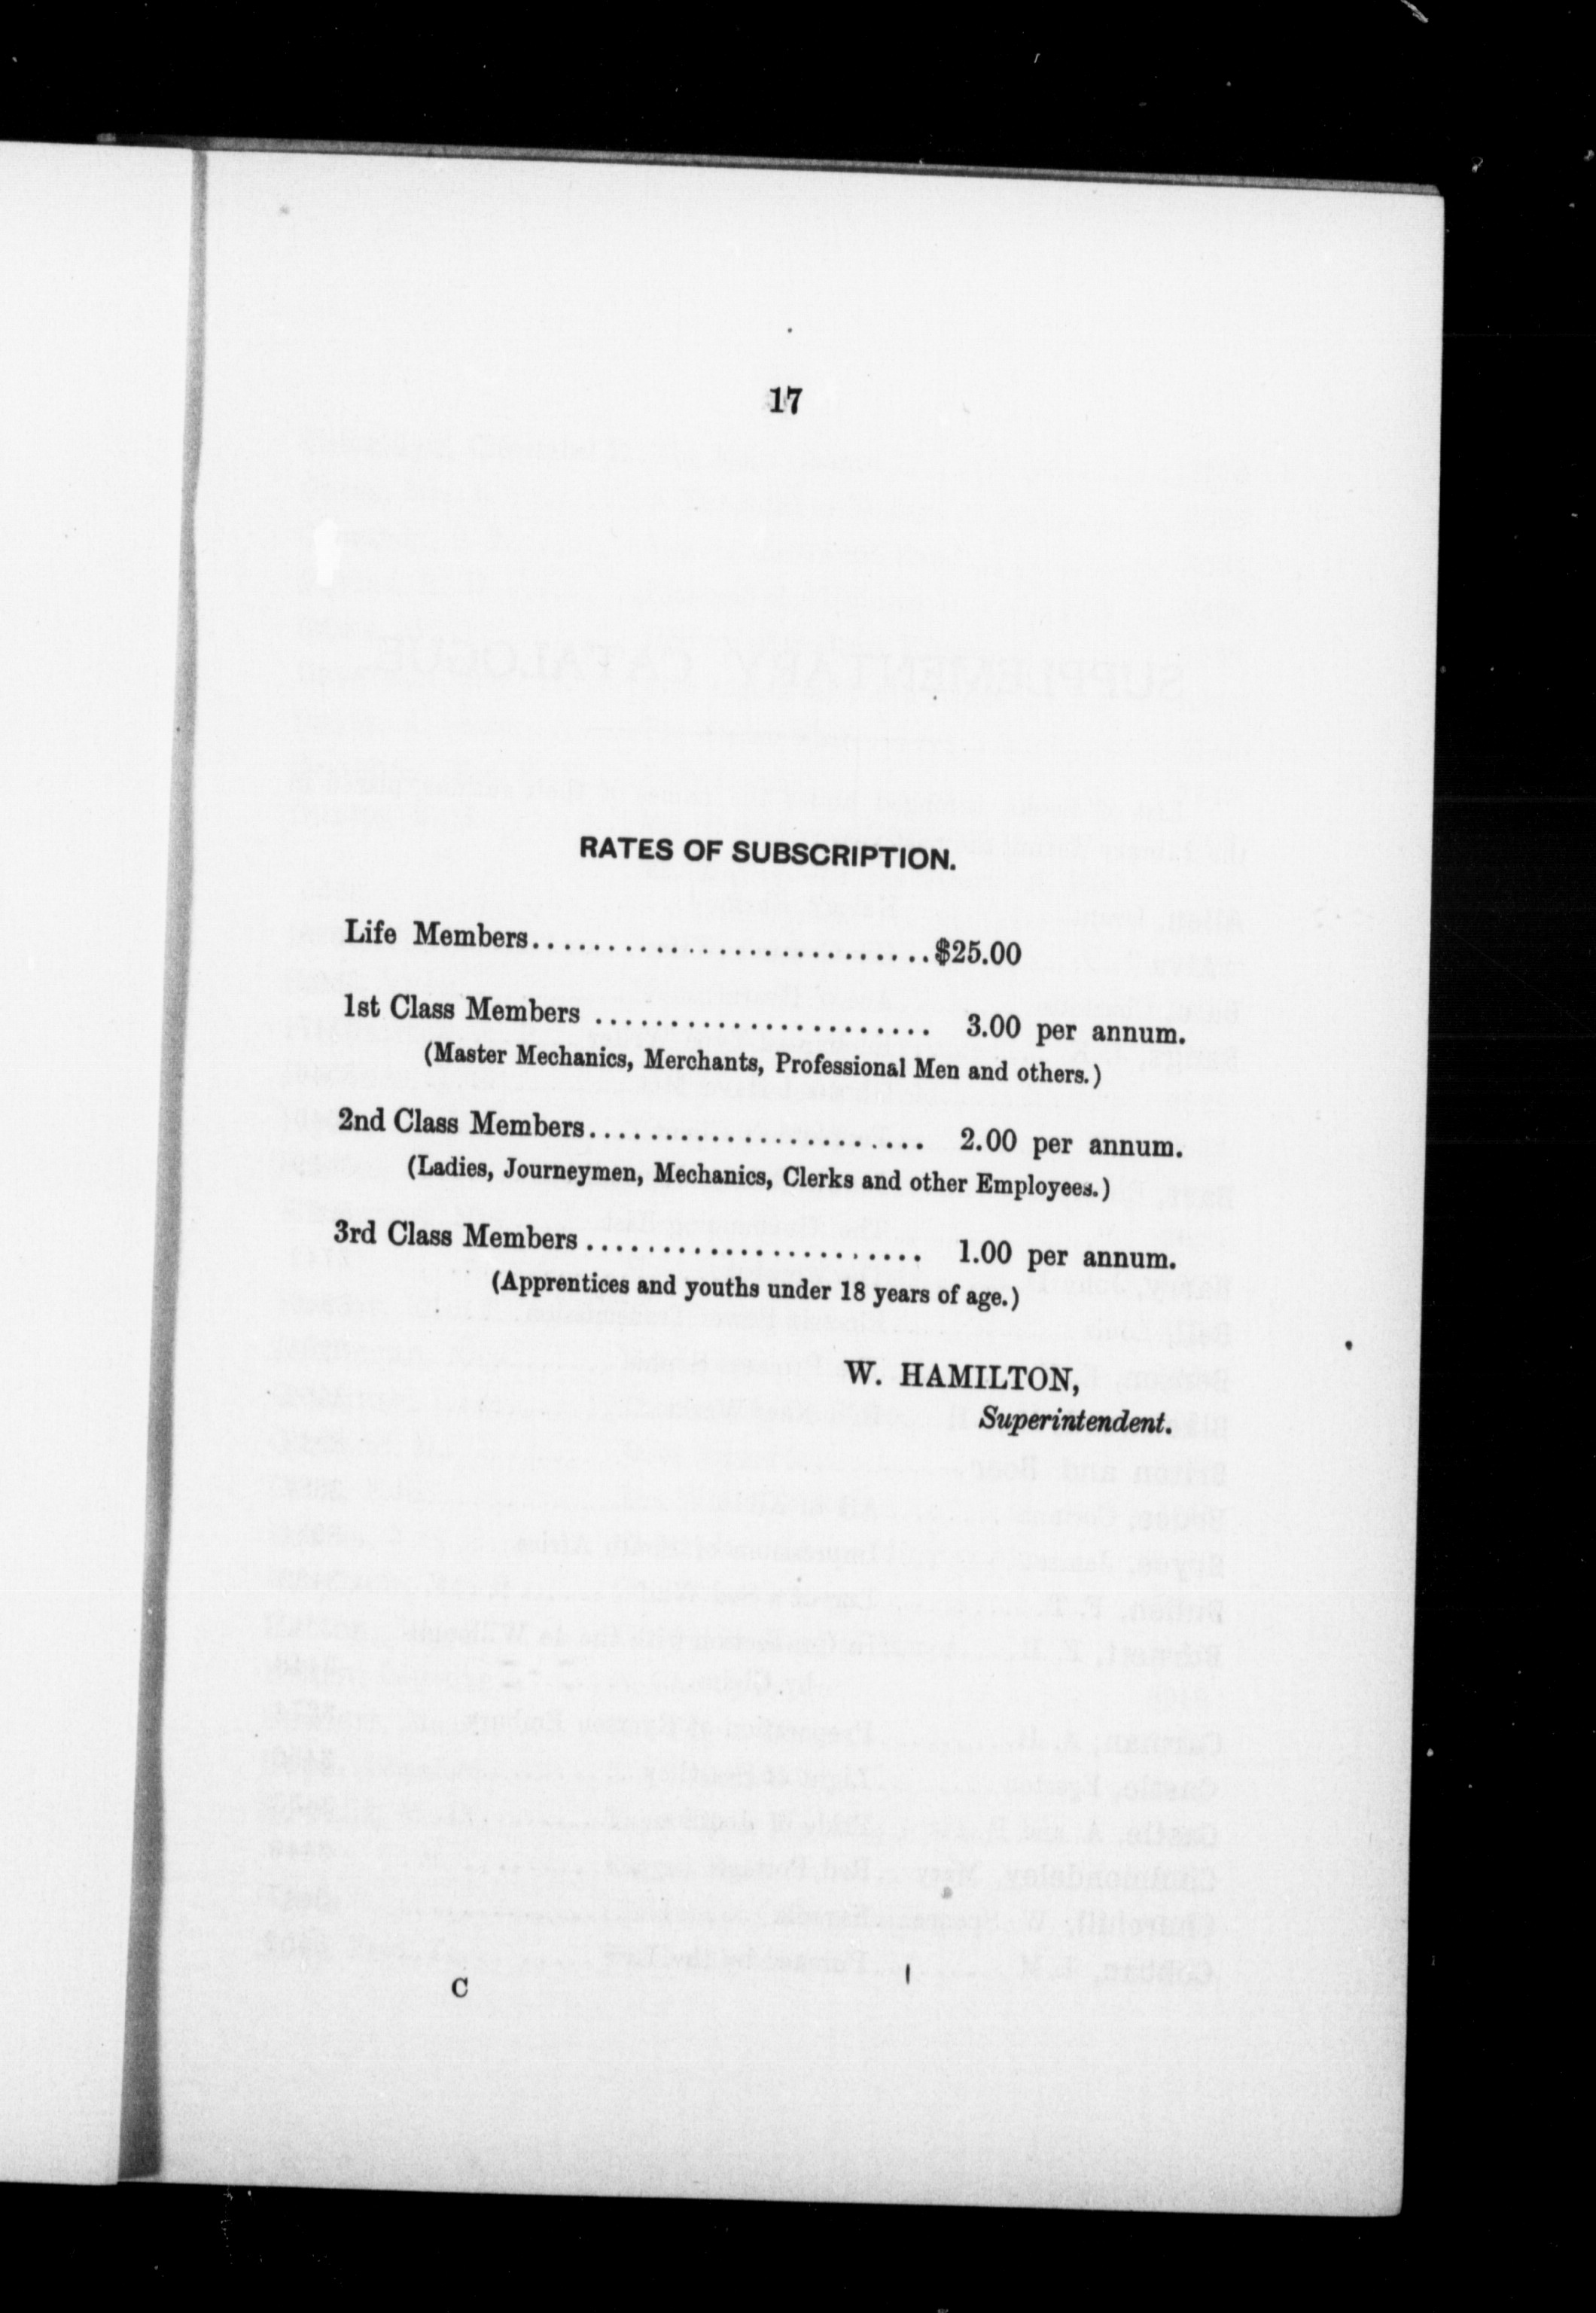 17
RATES OF SUBSCRIPTION.
Life Members..........................$25.00
1st Class Members ...................... 3.00 per annum.
(Master Mechanics, Merchants, Professional Men and others.)
2nd Class Members...................... 2.00 per annum.
(Ladies, Journeymen, Mechanics, Clerks and other Employees.)
3rd Class Members ...................... 1.00 per annum.
(Apprentices and youths under 18 years of age.)
W. HAMILTON,
Superintendent.
C